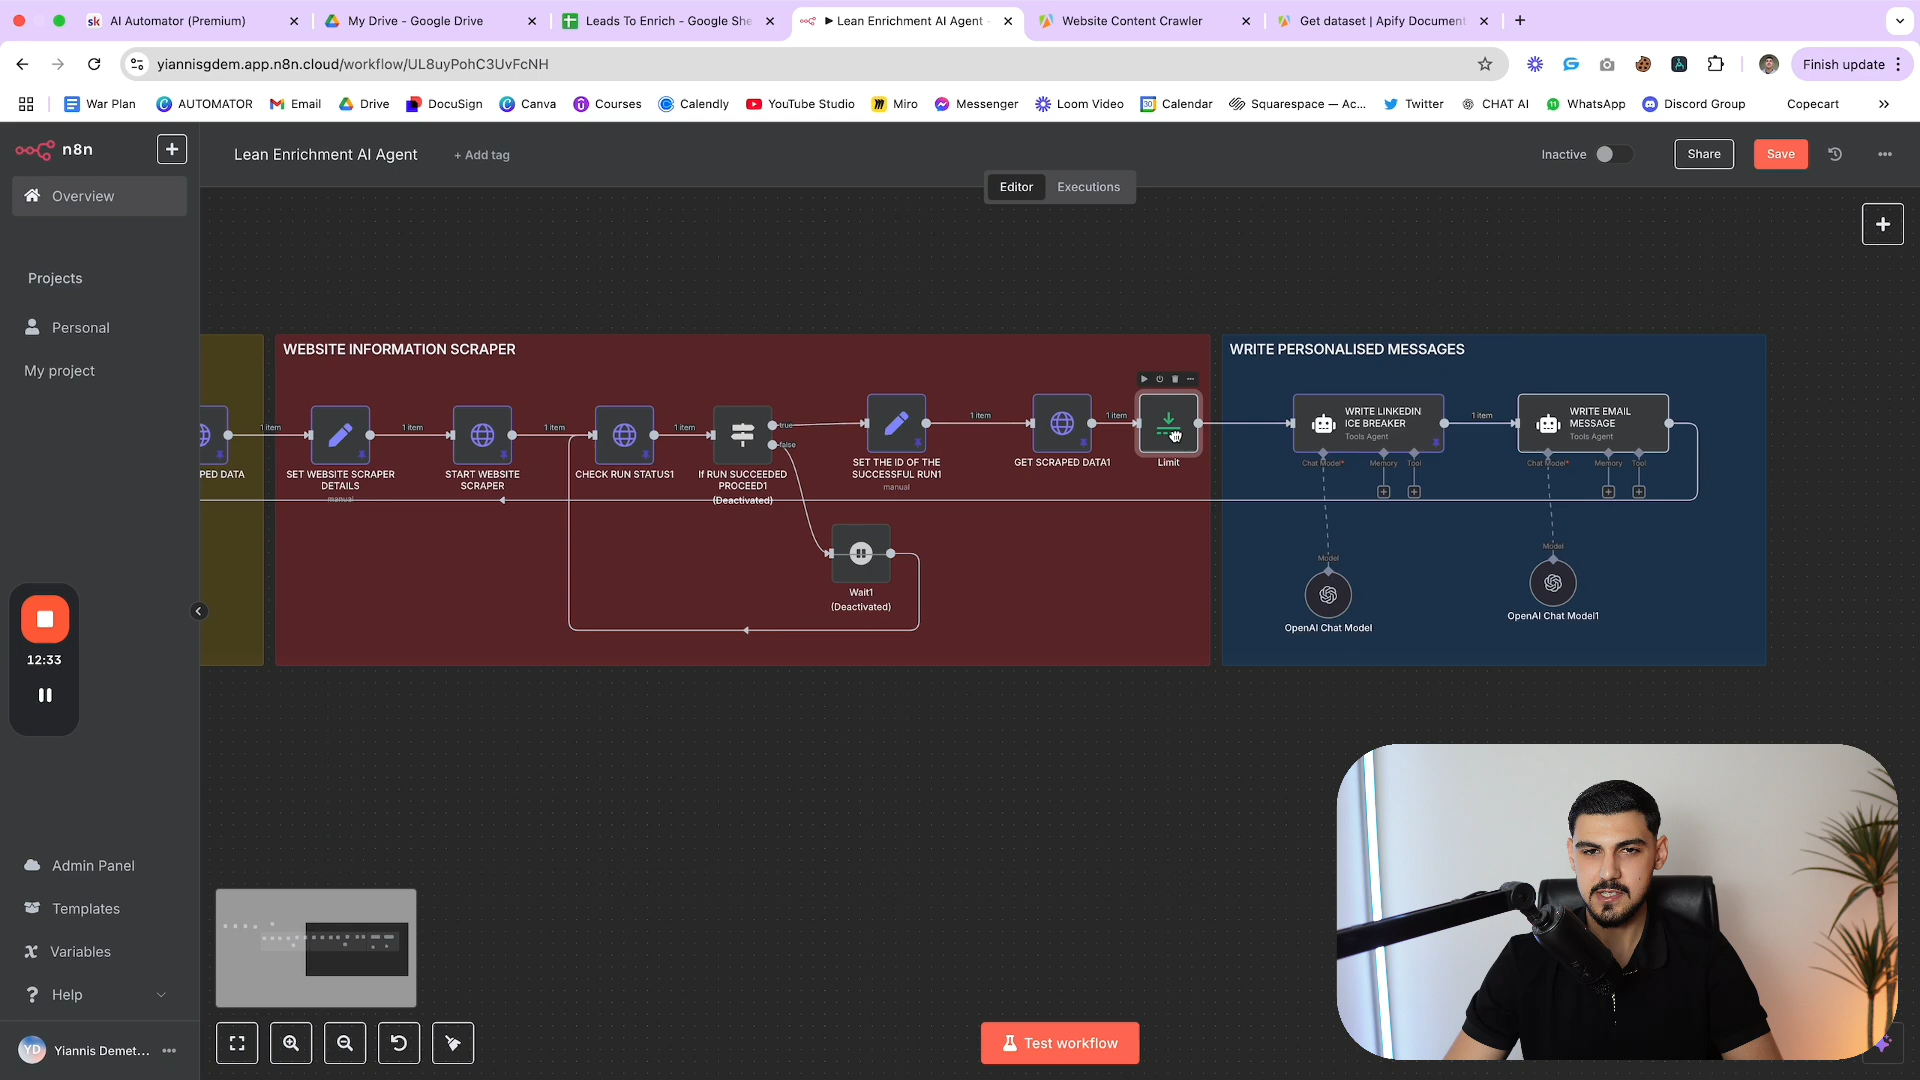 AI Automator (Premium)
My Drive - Google Drive
Leads To Enrich - Google She
▶ Lean Enrichment AI Agent -
Website Content Crawler
Get dataset | Apify Document
yiannisgdem.app.n8n.cloud/workflow/UL8uyPohC3UvFcNH
Finish update
War Plan
AUTOMATOR
Email
Drive
DocuSign
Canva
Courses
Calendly
YouTube Studio
Miro
Messenger
Loom Video
Calendar
Squarespace — Ac...
Twitter
CHAT AI
WhatsApp
Discord Group
Copecart
n8n
Lean Enrichment AI Agent
+ Add tag
Inactive
Share
Save
Editor
Executions
Overview
Projects
Personal
My project
WEBSITE INFORMATION SCRAPER
WRITE PERSONALISED MESSAGES
1 item
1 item
1 item
1 item
true
false
1 item
1 item
1 item
PED DATA
SET WEBSITE SCRAPER
DETAILS
manual
START WEBSITE
SCRAPER
CHECK RUN STATUS1
If RUN SUCCEEDED
PROCEED1
(Deactivated)
SET THE ID OF THE
SUCCESSFUL RUN1
manual
GET SCRAPED DATA1
Limit
WRITE LINKEDIN
ICE BREAKER
Tools Agent
Chat Model*
Memory
Tool
WRITE EMAIL
MESSAGE
Tools Agent
Chat Model*
Memory
Tool
Wait1
(Deactivated)
Model
OpenAI Chat Model
Model
OpenAI Chat Model1
12:33
Admin Panel
Templates
Variables
Help
YD
Yiannis Demet...
Test workflow